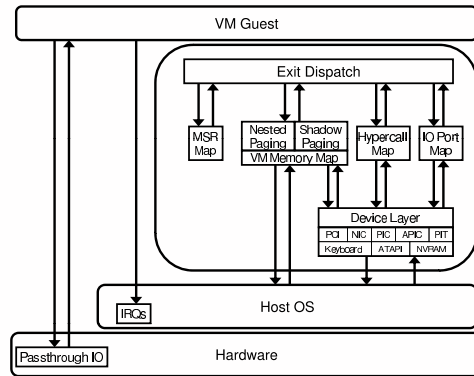 VM Guest
Exit Dispatch
MSR
Map
Nested
Paging
Shadow
Paging
VM Memory Map
Hypercall
Map
IO Port
Map
Device Layer
PCI NIC PIC APIC PIT
Keyboard ATAPI NVRAM
IRQs
Host OS
Passthrough IO
Hardware